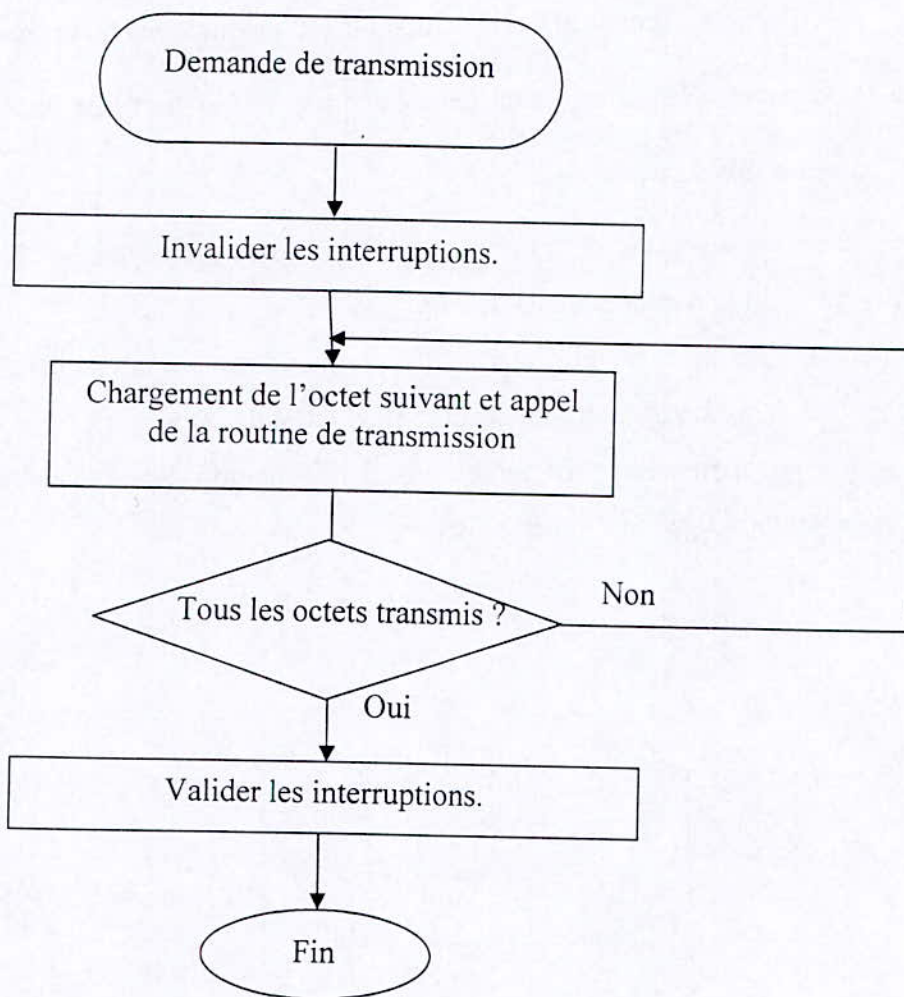 Demande de transmission
Invalider les interruptions.
Chargement de l'octet suivant et appel
de la routine de transmission
Tous les octets transmis ?
Non
Oui
Valider les interruptions.
Fin